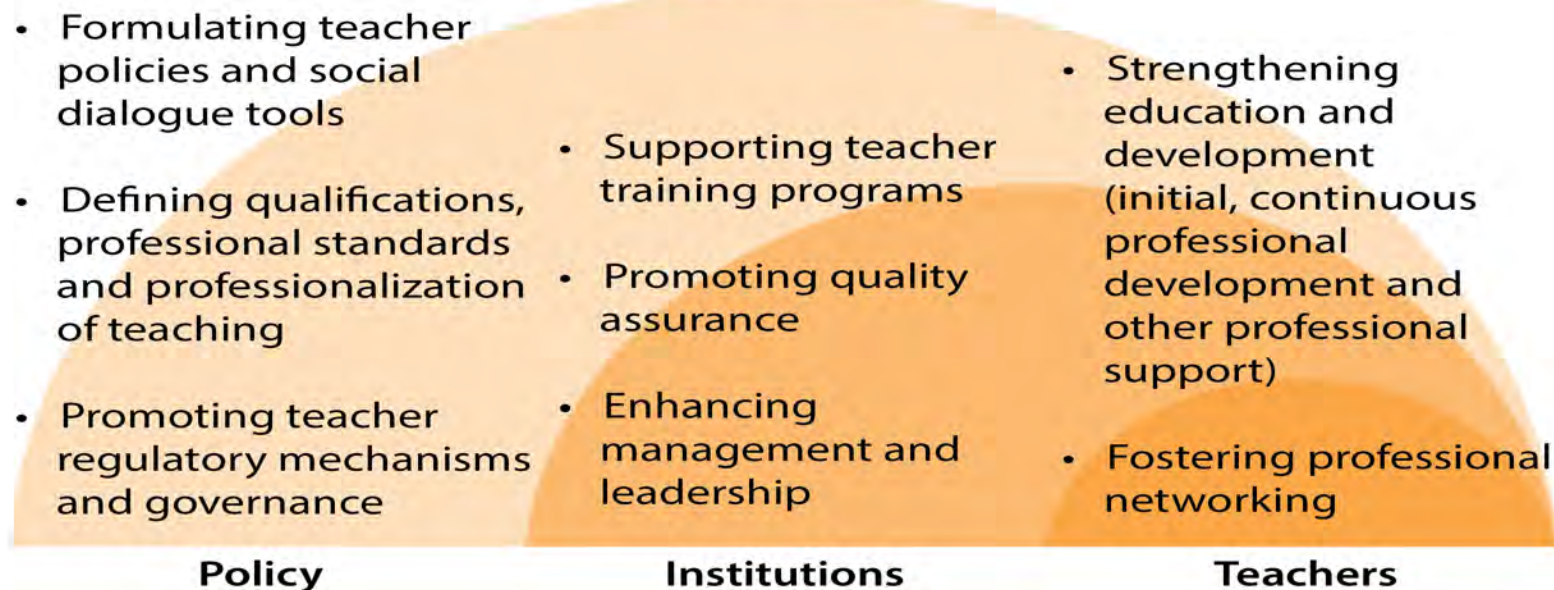 • Formulating teacher
policies and social
dialogue tools
• Defining qualifications,
professional standards
and professionalization
of teaching
• Promoting teacher
regulatory mechanisms
and governance
Policy
• Supporting teacher
training programs
• Promoting quality
assurance
• Enhancing
management and
leadership
Institutions
• Strengthening
education and
development
(initial, continuous
professional
development and
other professional
support)
• Fostering professional
networking
Teachers